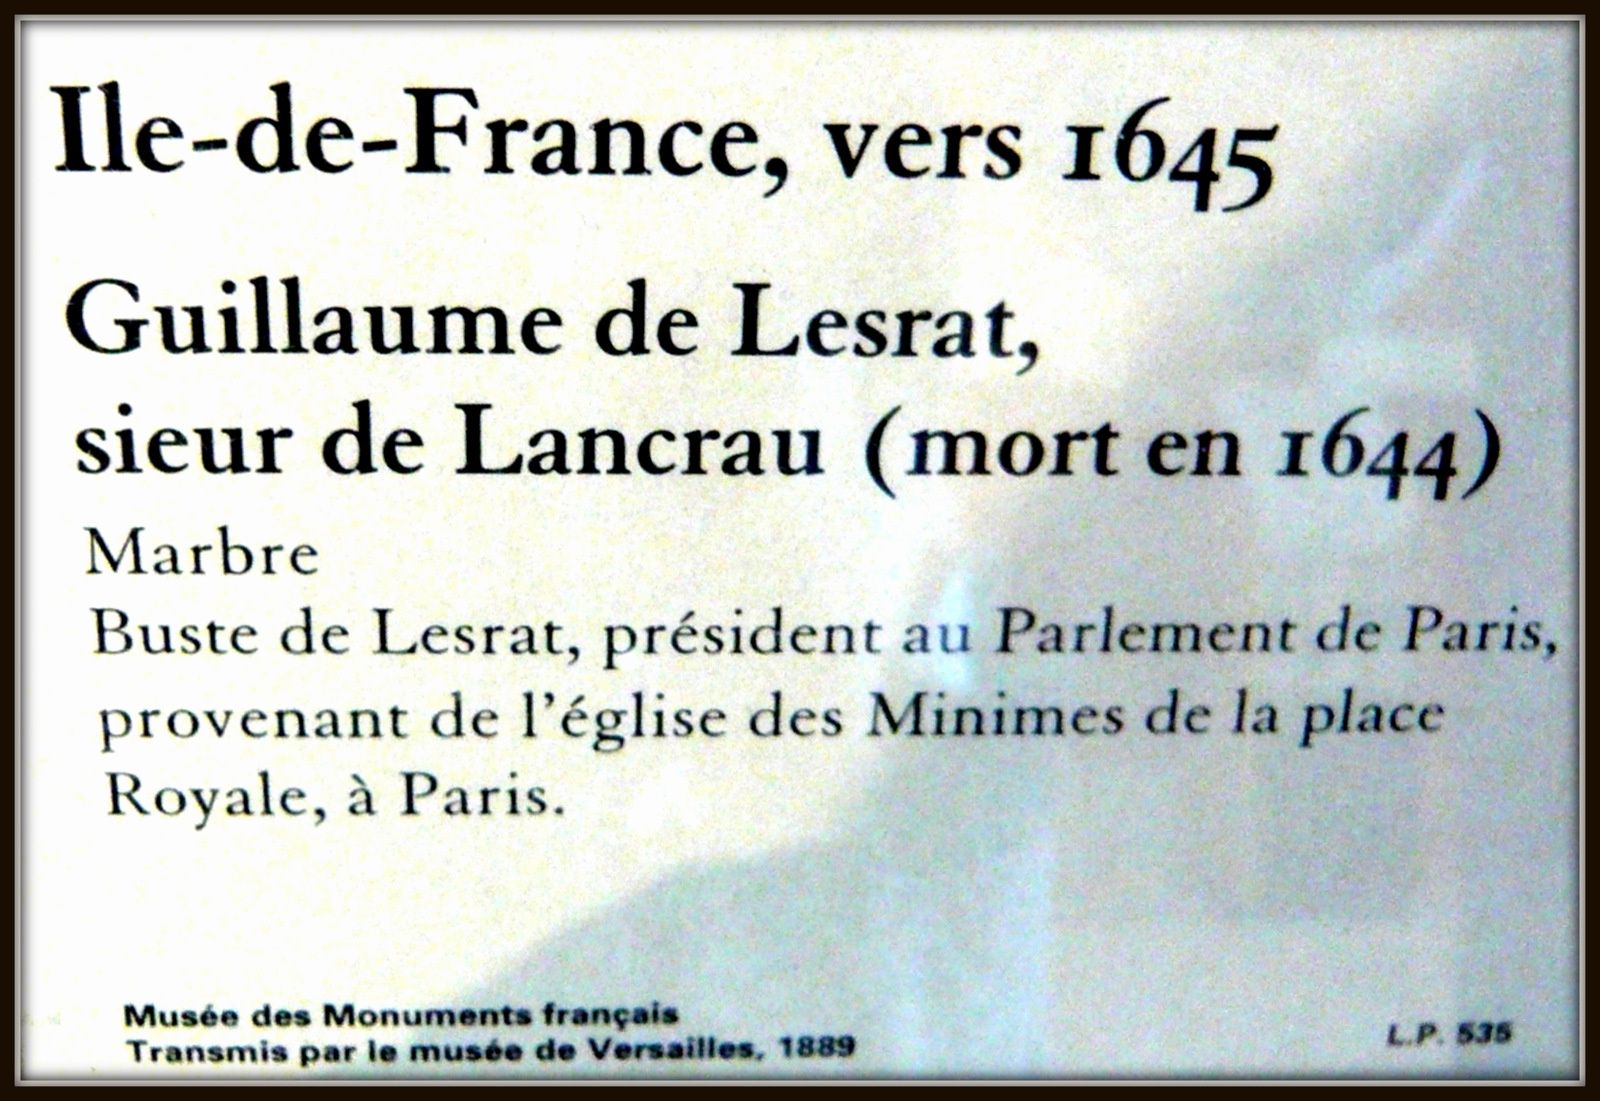 Ile-de-France, vers 1645
Guillaume de Lesrat,
sieur de Lancrau (mort en 1644)
Marbre
Buste de Lesrat, président au Parlement de Paris,
provenant de l'église des Minimes de la place
Royale, à Paris.
Musée des Monuments français
Transmis par le musée de Versailles, 1889
L.P. 535